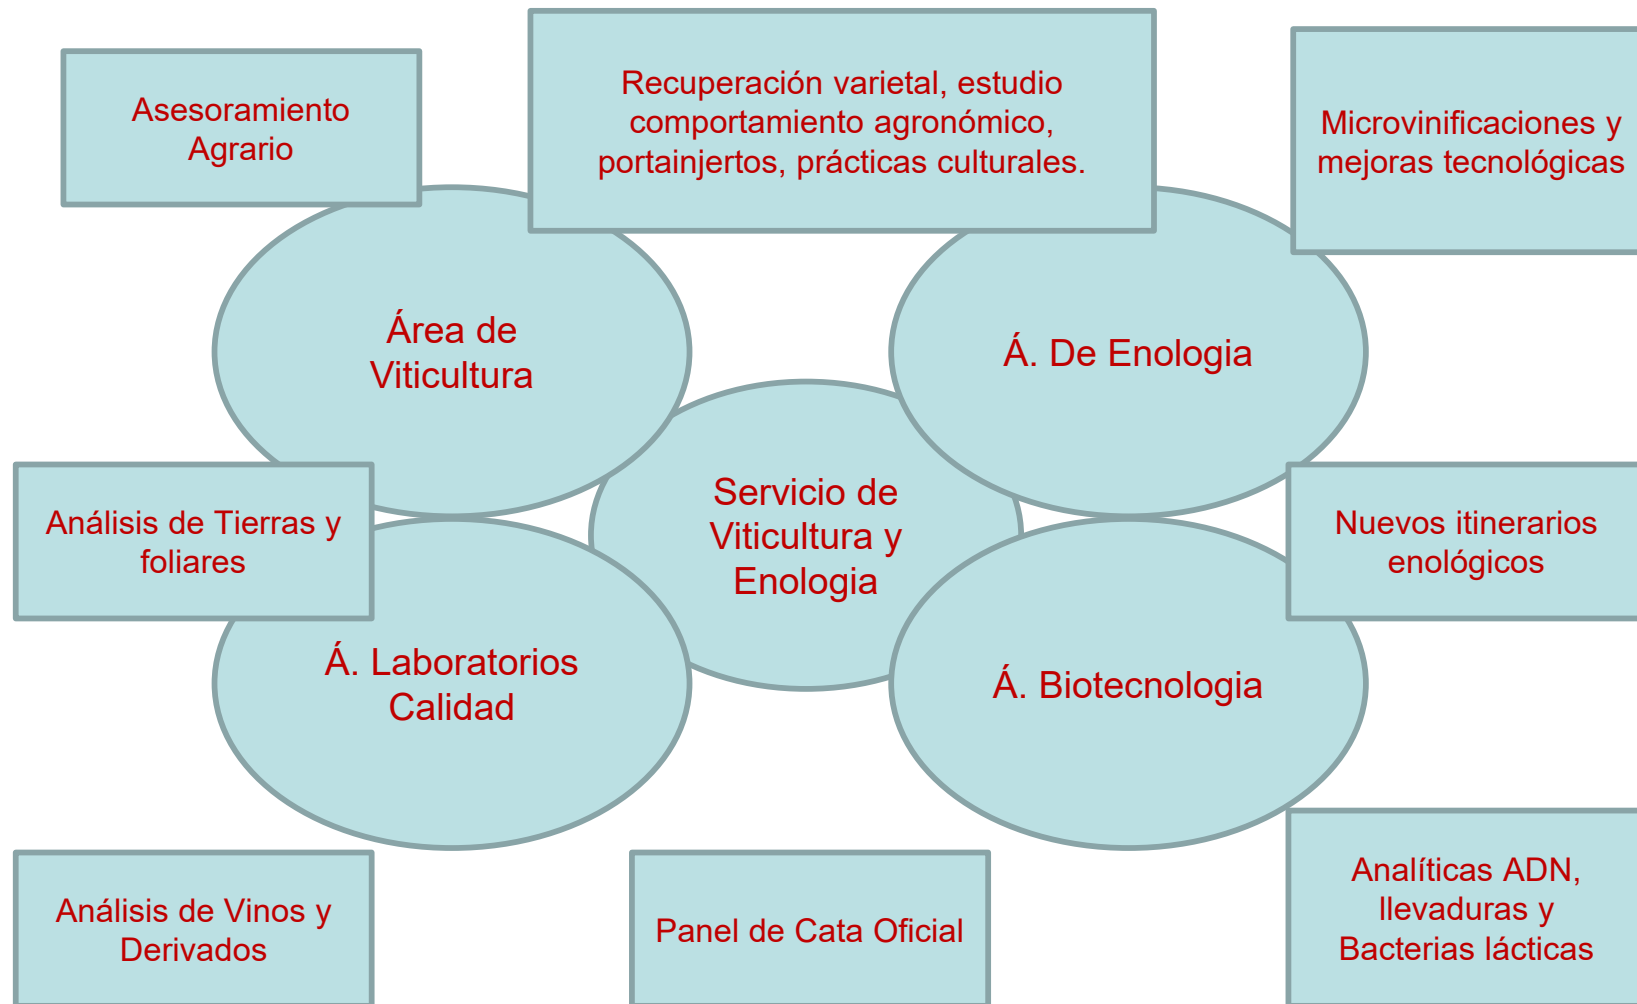 Asesoramiento
Agrario
Recuperación varietal, estudio
comportamiento agronómico,
portainjertos, prácticas culturales.
Microvinificaciones y
mejoras tecnológicas
Área de
Viticultura
Á. De Enologia
Servicio de
Viticultura y
Enologia
Análisis de Tierras y
foliares
Nuevos itinerarios
enológicos
Á. Laboratorios
Calidad
Á. Biotecnologia
Análisis de Vinos y
Derivados
Panel de Cata Oficial
Analíticas ADN,
llevaduras y
Bacterias lácticas